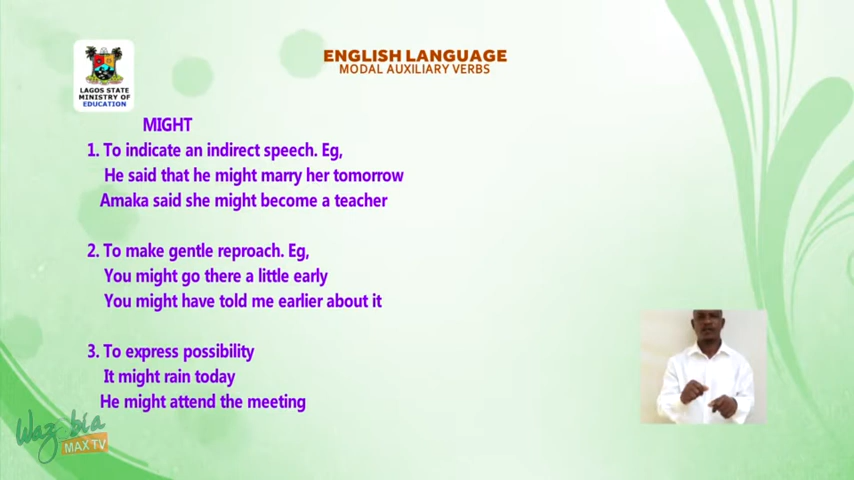 ENGLISH LANGUAGE
MODAL AUXILIARY VERBS
LAGOS STATE
MINISTRY OF
EDUCATION
MIGHT
1. To indicate an indirect speech. Eg,
He said that he might marry her tomorrow
Amaka said she might become a teacher
2. To make gentle reproach. Eg,
You might go there a little early
You might have told me earlier about it
3. To express possibility
It might rain today
He might attend the meeting
Wazobia
MAX TV